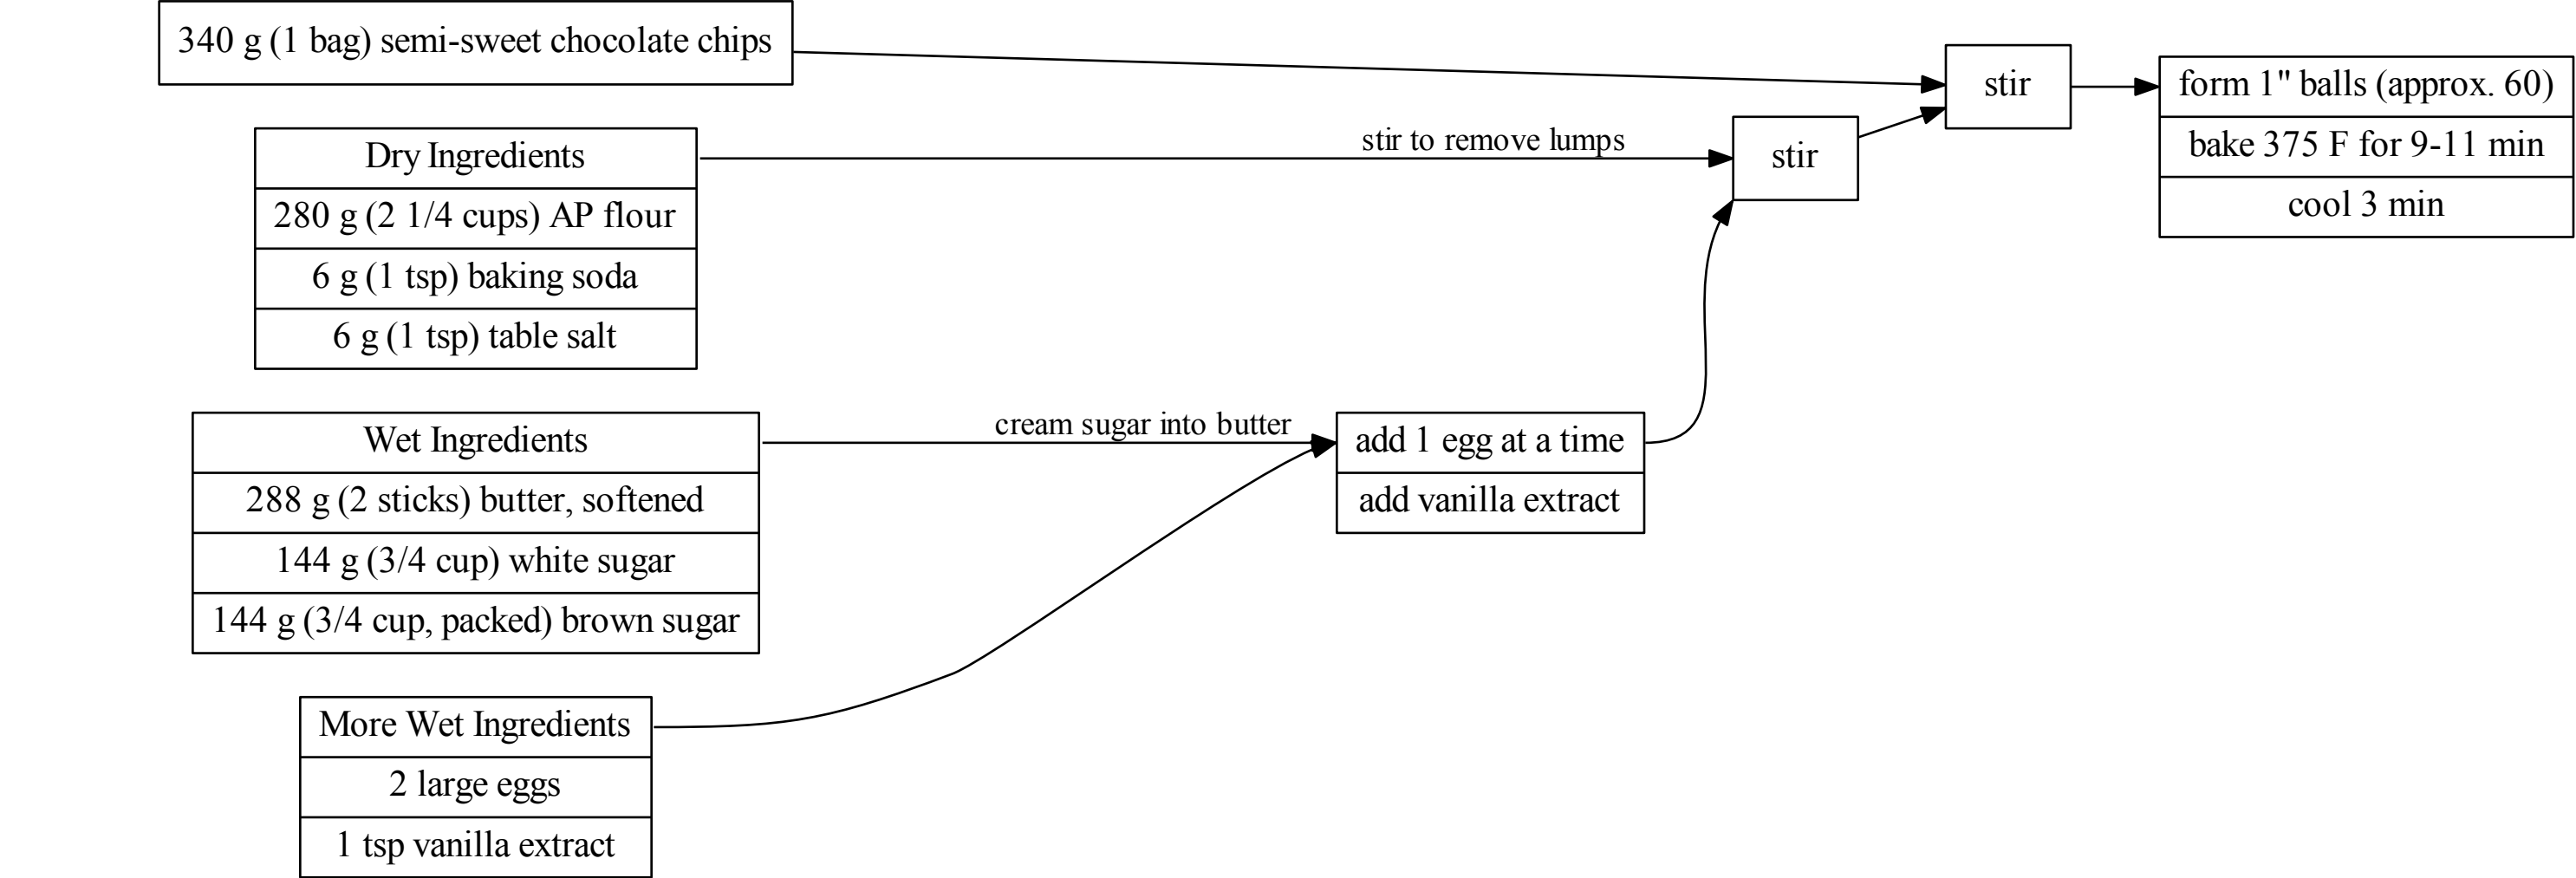 340 g (1 bag) semi-sweet chocolate chips
Dry Ingredients
280 g (2 1/4 cups) AP flour
6 g (1 tsp) baking soda
6 g (1 tsp) table salt
Wet Ingredients
288 g (2 sticks) butter, softened
144 g (3/4 cup) white sugar
144 g (3/4 cup, packed) brown sugar
More Wet Ingredients
2 large eggs
1 tsp vanilla extract
cream sugar into butter
add 1 egg at a time
add vanilla extract
stir to remove lumps
stir
stir
form 1" balls (approx. 60)
bake 375 F for 9-11 min
cool 3 min